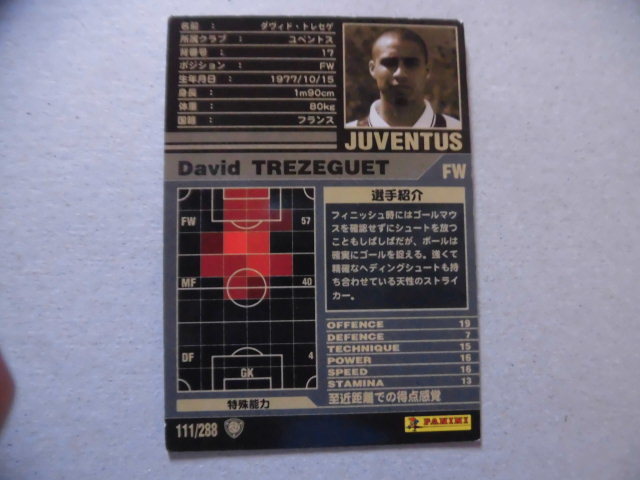 名前 : ダヴィド・トレセゲ
所属クラブ : ユベントス
背番号 : 17
ポジション : FW
生年月日 : 1977/10/15
身長 : 1m90cm
体重 : 80kg
国籍 : フランス
JUVENTUS
David TREZEGUET FW
FW 57
MF 40
DF 4
GK
選手紹介
フィニッシュ時にはゴールマウ
スを確認せずにシュートを放つ
こともしばしばだが、ボールは
確実にゴールを捉える。強くて
精確なヘディングシュートも持
ち合わせている天性のストライ
カー。
OFFENCE 19
DEFENCE 7
TECHNIQUE 15
POWER 16
SPEED 16
STAMINA 13
特殊能力 至近距離での得点感覚
111/288
PANINI